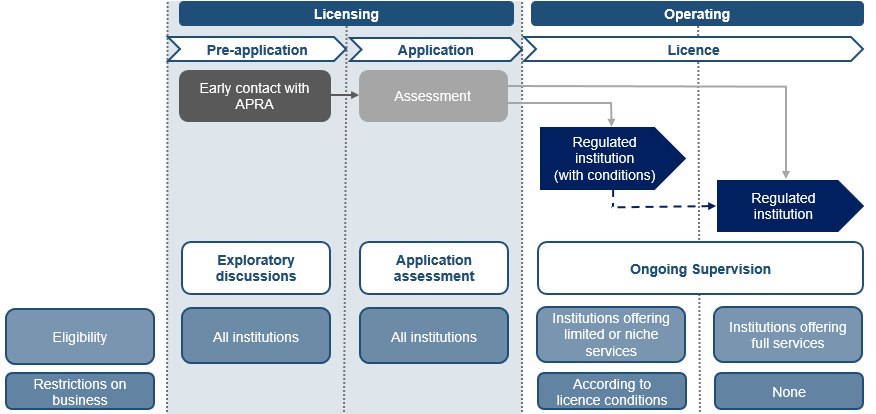 Licensing
Operating
Pre-application
Application
Licence
Early contact with
APRA
Assessment
Regulated
institution
(with conditions)
Regulated
institution
Exploratory
discussions
Application
assessment
Ongoing Supervision
Eligibility
All institutions
All institutions
Institutions offering
limited or niche
services
Institutions offering
full services
Restrictions on
business
According to
licence conditions
None